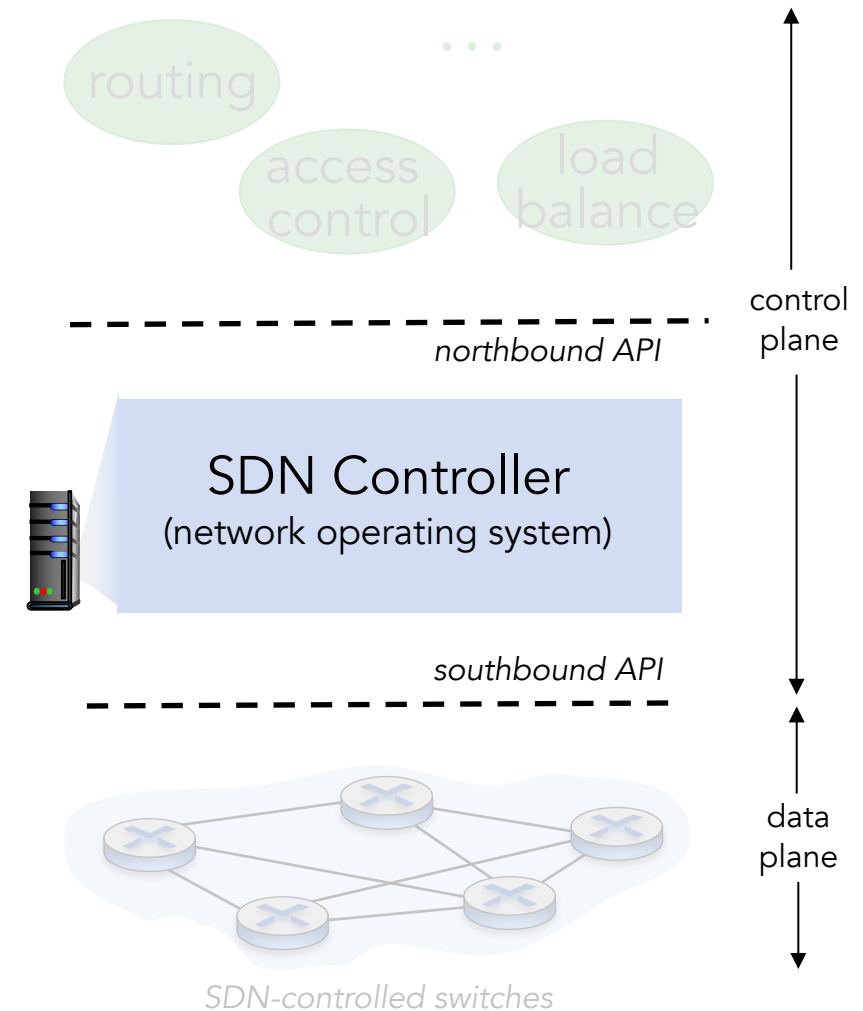 routing
. . .
access
control
load
balance
control
plane
northbound API
SDN Controller
(network operating system)
southbound API
data
plane
SDN-controlled switches